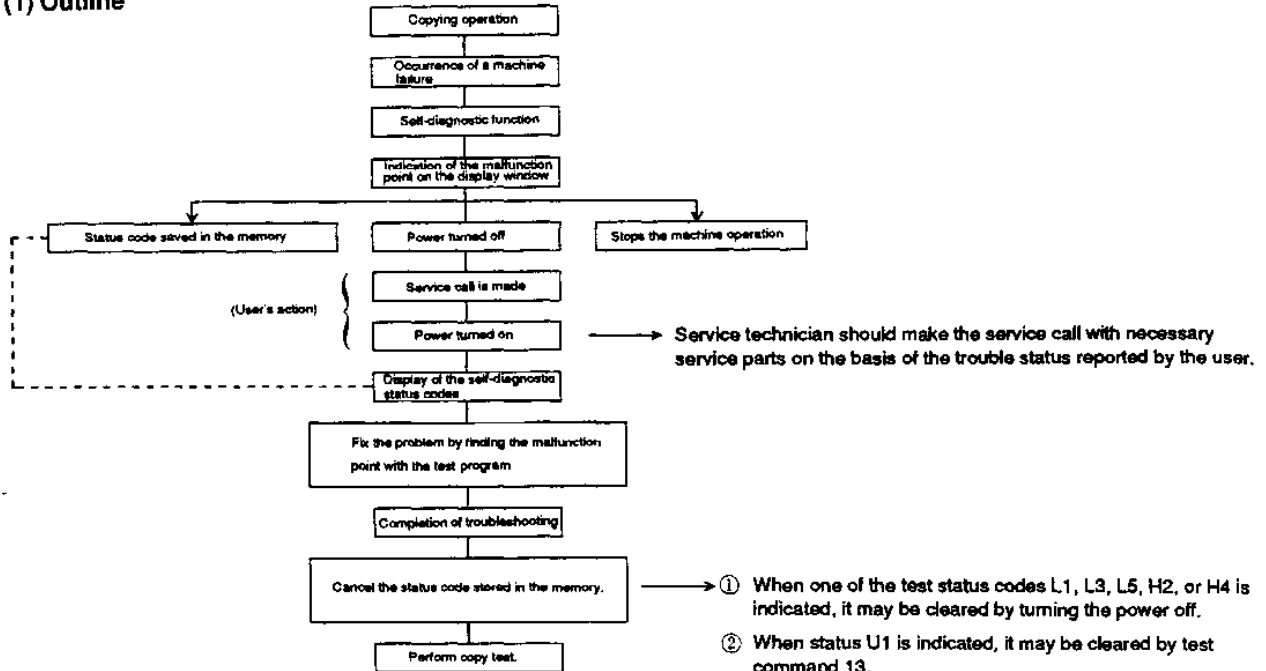 (1) Outline
Copying operation
Occurrence of a machine
failure
Self-diagnostic function
Indication of the malfunction
point on the display window
Status code saved in the memory
Power turned off
Stops the machine operation
Service call is made
(User's action)
Power turned on
Service technician should make the service call with necessary
service parts on the basis of the trouble status reported by the user.
Display of the self-diagnostic
status codes
Fix the problem by finding the malfunction
point with the test program
Completion of troubleshooting
Cancel the status code stored in the memory.
① When one of the test status codes L1, L3, L5, H2, or H4 is
indicated, it may be cleared by turning the power off.
② When status U1 is indicated, it may be cleared by test
command 13.
Perform copy test.